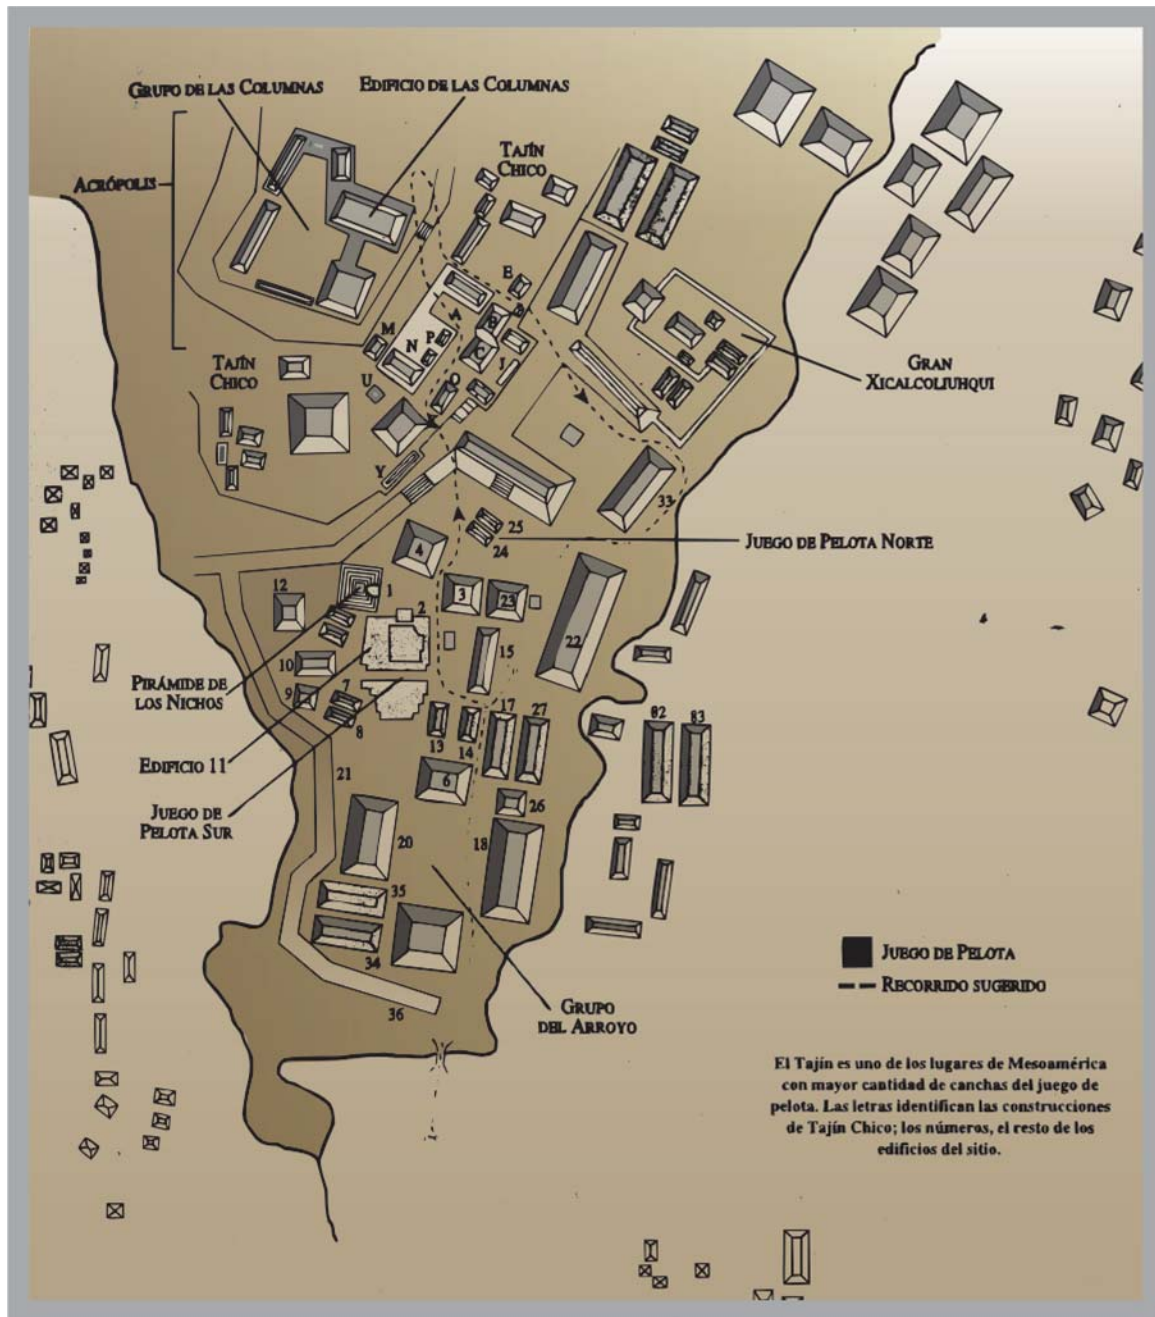 GRUPO DE LAS COLUMNAS
EDIFICIO DE LAS COLUMNAS
ACRÓPOLIS
TAJÍN
CHICO
E
A
B
D
M
P
N
C
J
TAJÍN
CHICO
U
O
GRAN
XICALCOLIUHQUI
Y
33
25
24
JUEGO DE PELOTA NORTE
4
12
1
3
23
2
22
15
10
PIRÁMIDE DE
LOS NICHOS
9
7
8
17
27
82
83
13
14
EDIFICIO 11
21
6
26
JUEGO DE
PELOTA SUR
20
18
35
34
36
GRUPO
DEL ARROYO
JUEGO DE PELOTA
RECORRIDO SUGERIDO
El Tajín es uno de los lugares de Mesoamérica
con mayor cantidad de canchas del juego de
pelota. Las letras identifican las construcciones
de Tajín Chico; los números, el resto de los
edificios del sitio.